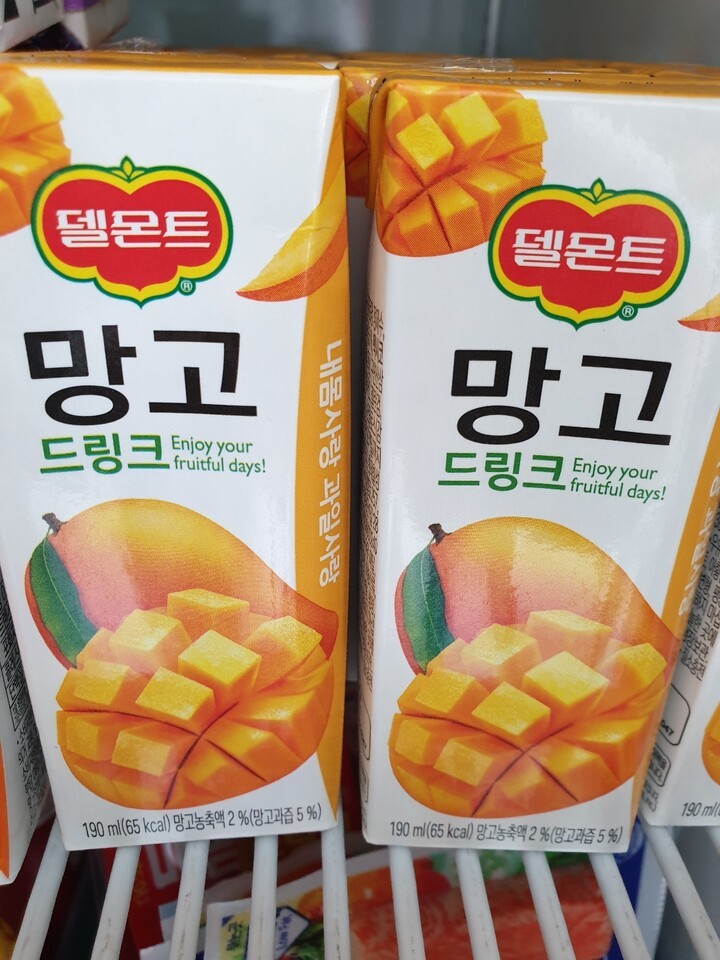 델몬트
망고
드링크
Enjoy your
fruitful days!
내몸사랑 과일사랑
190 ml(65 kcal) 망고농축액 2 %(망고과즙 5 %)
델몬트
망고
드링크
Enjoy your
fruitful days!
190 ml(65 kcal) 망고농축액 2 %(망고과즙 5 %)
190 ml